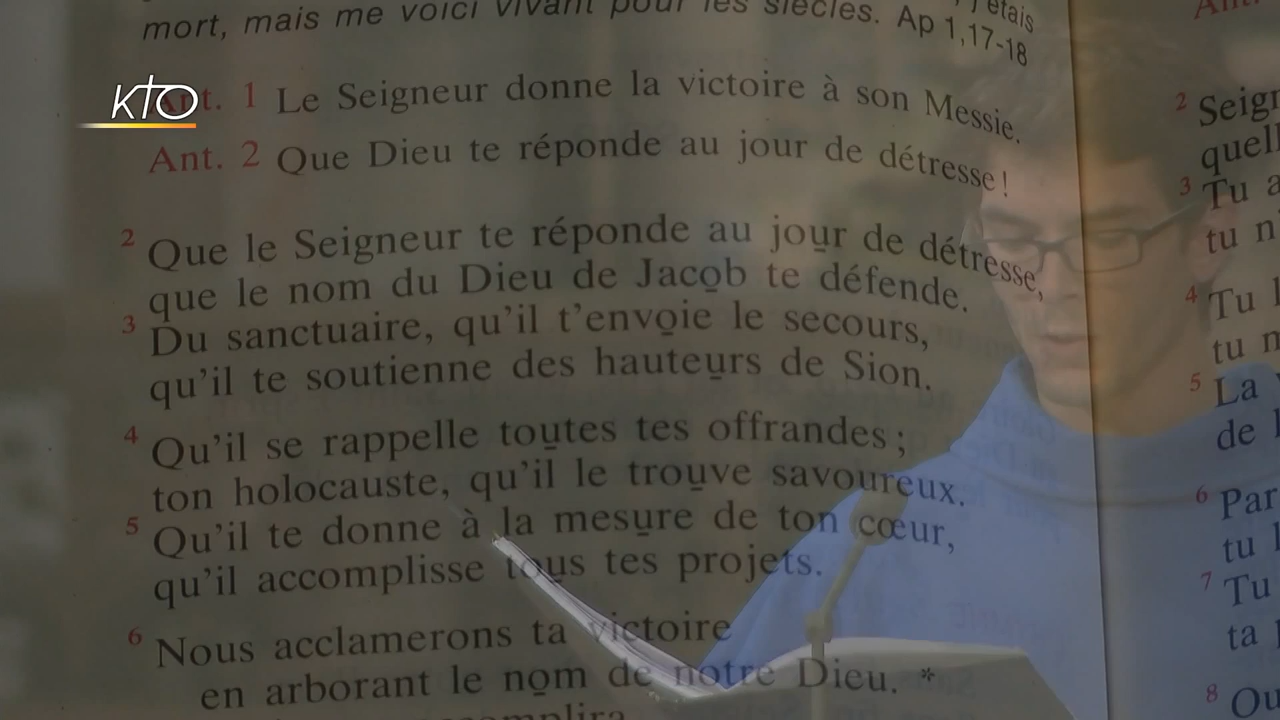 j'étais
mort, mais me voici vivant pour les siècles. Ap 1,17-18
KTO
Ant. 1 Le Seigneur donne la victoire à son Messie.
Ant. 2 Que Dieu te réponde au jour de détresse !
2 Que le Seigneur te réponde au jour de détresse,
que le nom du Dieu de Jacob te défende.
3 Du sanctuaire, qu'il t'envoie le secours,
qu'il te soutienne des hauteurs de Sion.
4 Qu'il se rappelle toutes tes offrandes ;
ton holocauste, qu'il le trouve savoureux.
5 Qu'il te donne à la mesure de ton cœur,
qu'il accomplisse tous tes projets.
6 Nous acclamerons ta victoire
en arborant le nom de notre Dieu. *
Ant.
2 Seign
quell
3 Tu a
tu n
4 Tu l
tu m
5 La
de l
6 Par
tu l
7 Tu
ta p
8 Ou